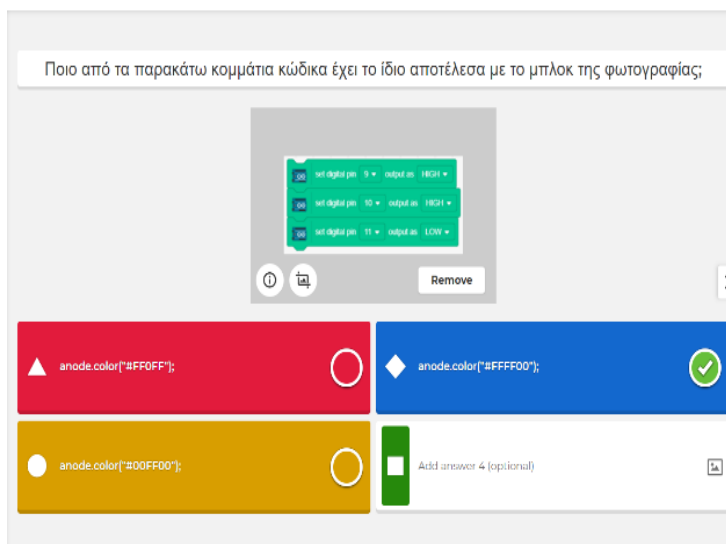 Ποιο από τα παρακάτω κομμάτια κώδικα έχει το ίδιο αποτέλεσα με το μπλοκ της φωτογραφίας;
set digital pin 9 output as HIGH
set digital pin 10 output as HIGH
set digital pin 11 output as LOW
Remove
anode.color("#FF0FF");
anode.color("#FFFF00");
anode.color("#00FF00");
Add answer 4 (optional)